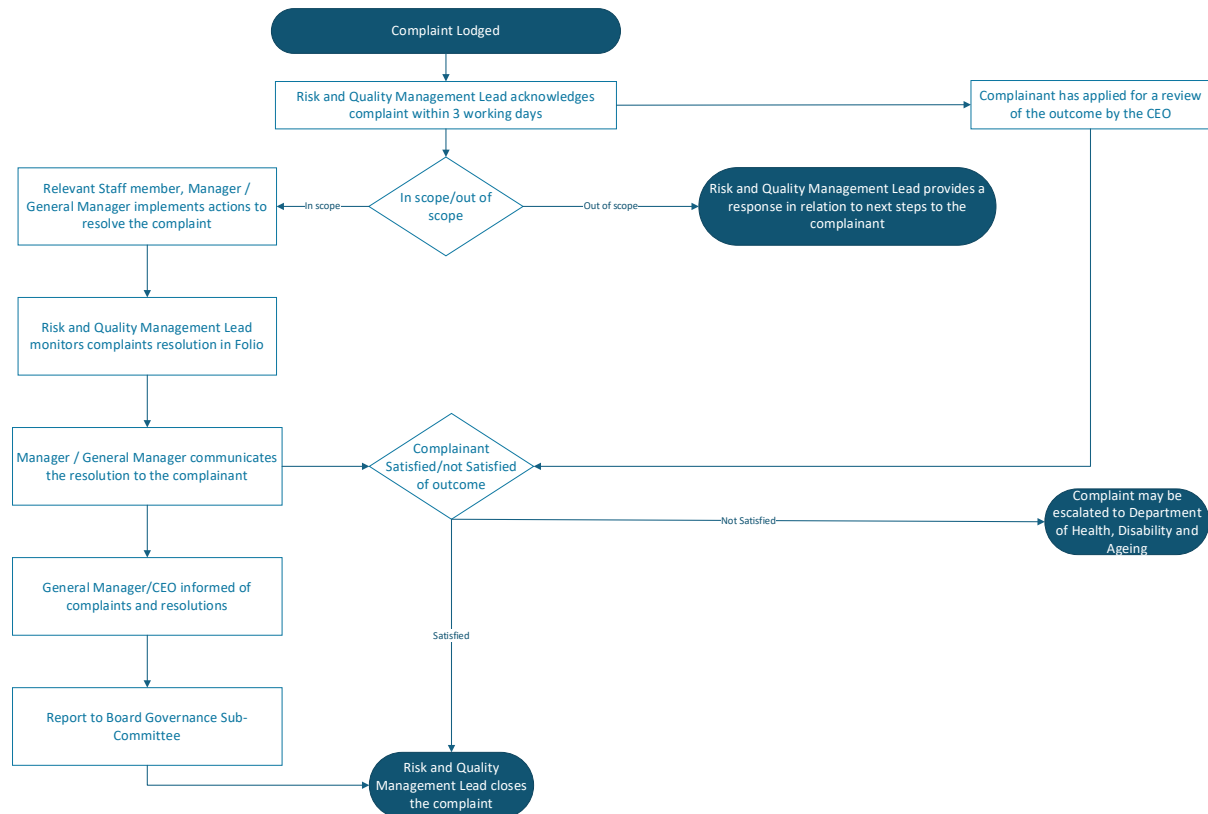 Complaint Lodged
Risk and Quality Management Lead acknowledges
complaint within 3 working days
Complainant has applied for a review
of the outcome by the CEO
Relevant Staff member, Manager /
General Manager implements actions to
resolve the complaint
In scope
In scope/out of
scope
Out of scope
Risk and Quality Management Lead provides a
response in relation to next steps to the
complainant
Risk and Quality Management Lead
monitors complaints resolution in Folio
Manager / General Manager communicates
the resolution to the complainant
Complainant
Satisfied/not Satisfied
of outcome
Not Satisfied
Complaint may be
escalated to Department
of Health, Disability and
Ageing
General Manager/CEO informed of
complaints and resolutions
Satisfied
Report to Board Governance Sub-
Committee
Risk and Quality
Management Lead closes
the complaint